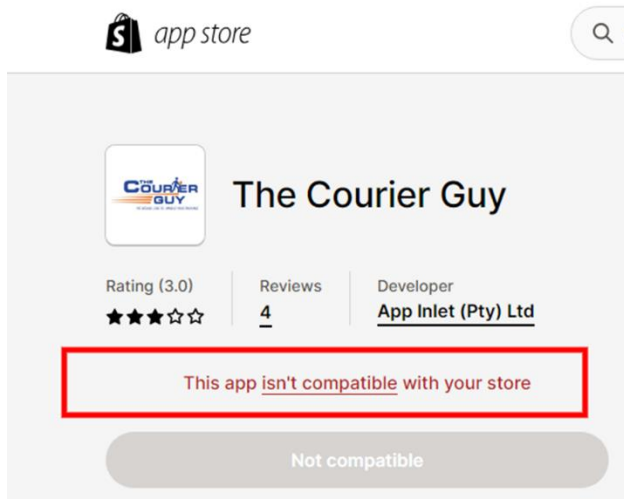 app store
THE
COURIER
GUY
The Courier Guy
Rating (3.0)
Reviews
4
Developer
App Inlet (Pty) Ltd
This app isn't compatible with your store
Not compatible